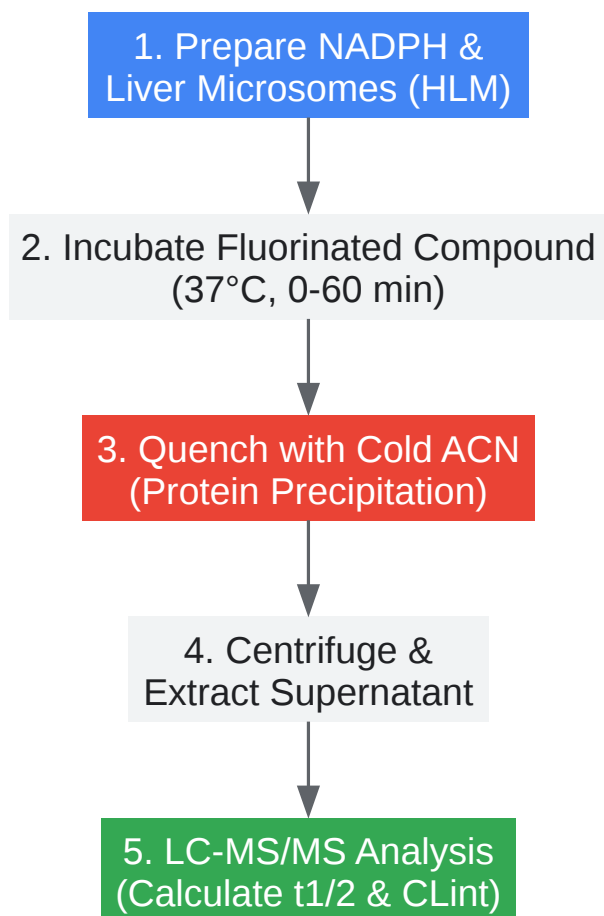 1. Prepare NADPH &
Liver Microsomes (HLM)
2. Incubate Fluorinated Compound
(37°C, 0-60 min)
3. Quench with Cold ACN
(Protein Precipitation)
4. Centrifuge &
Extract Supernatant
5. LC-MS/MS Analysis
(Calculate t1/2 & CLint)